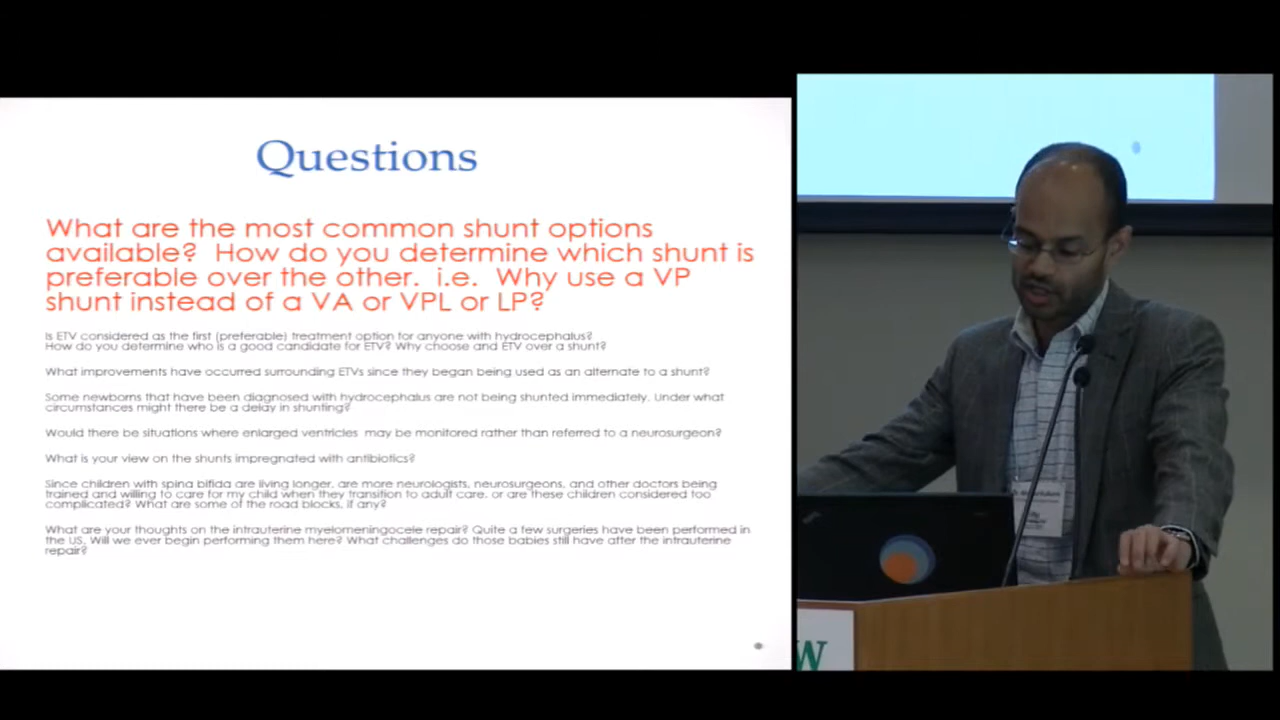 Questions
What are the most common shunt options
available? How do you determine which shunt is
preferable over the other. i.e. Why use a VP
shunt instead of a VA or VPL or LP?
Is ETV considered as the first (preferable) treatment option for anyone with hydrocephalus?
How do you determine who is a good candidate for ETV? Why choose and ETV over a shunt?
What improvements have occurred surrounding ETVs since they began being used as an alternate to a shunt?
Some newborns that have been diagnosed with hydrocephalus are not being shunted immediately. Under what
circumstances might there be a delay in shunting?
Would there be situations where enlarged ventricles may be monitored rather than referred to a neurosurgeon?
What is your view on the shunts impregnated with antibiotics?
Since children with spina bifida are living longer, are more neurologists, neurosurgeons, and other doctors being
trained and willing to care for my child when they transition to adult care, or are these children considered too
complicated? What are some of the road blocks, if any?
What are your thoughts on the intrauterine myelomeningocele repair? Quite a few surgeries have been performed in
the US. Will we ever begin performing them here? What challenges do those babies still have after the intrauterine
repair?
W